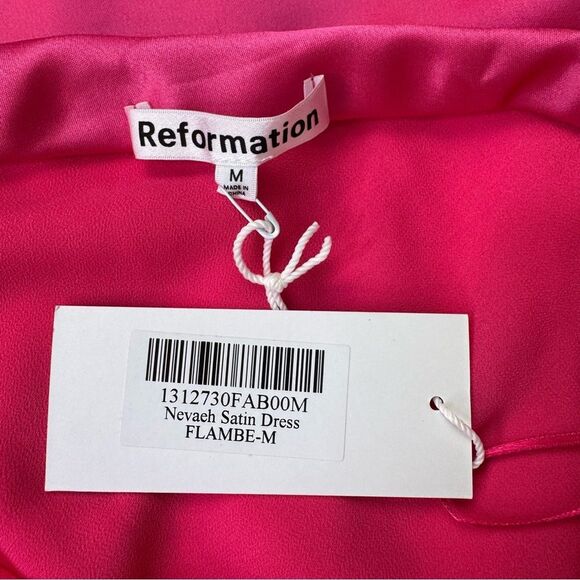 Reformation
M
MADE IN
CHINA
1312730FAB00M
Nevaeh Satin Dress
FLAMBE-M